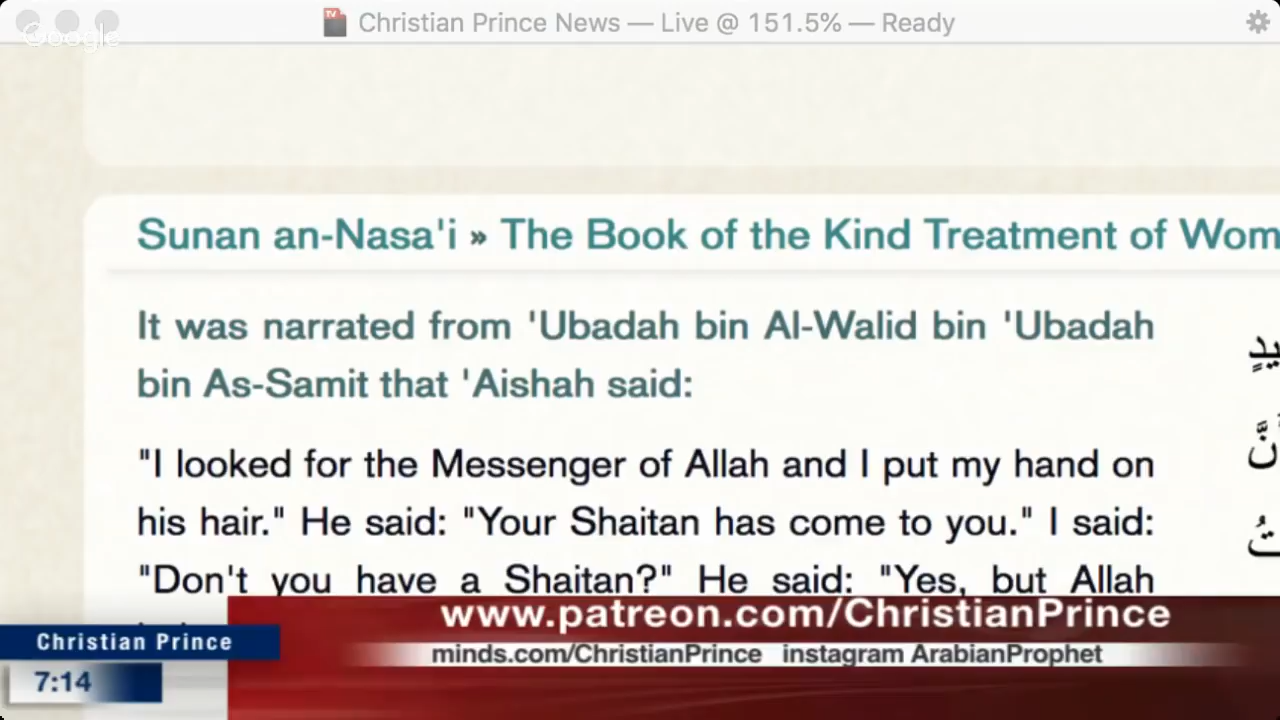 Christian Prince News — Live @ 151.5% — Ready
Google
Sunan an-Nasa'i » The Book of the Kind Treatment of Wom
It was narrated from 'Ubadah bin Al-Walid bin 'Ubadah
bin As-Samit that 'Aishah said:
"I looked for the Messenger of Allah and I put my hand on
his hair." He said: "Your Shaitan has come to you." I said:
"Don't you have a Shaitan?" He said: "Yes, but Allah
www.patreon.com/ChristianPrince
Christian Prince
minds.com/ChristianPrince instagram ArabianProphet
7:14